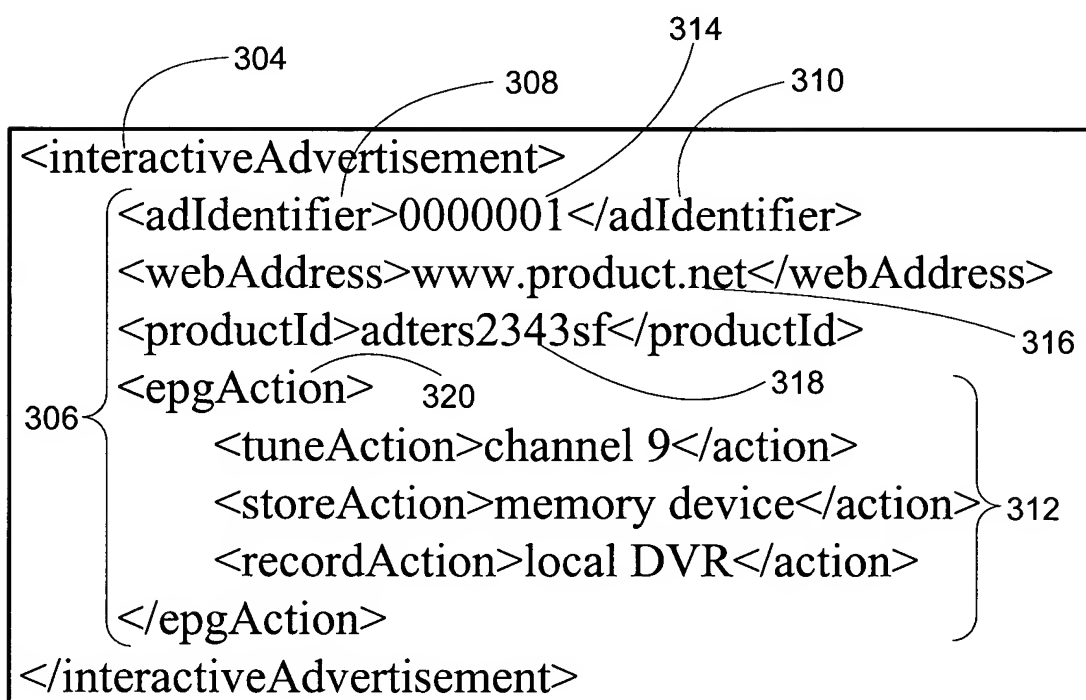 314
304
308
310
<interactiveAdvertisement>
<adIdentifier>0000001</adIdentifier>
<webAddress>www.product.net</webAddress>
<productId>adters2343sf</productId>
316
<epgAction>
320
318
306
<tuneAction>channel 9</action>
<storeAction>memory device</action>
312
<recordAction>local DVR</action>
</epgAction>
</interactiveAdvertisement>